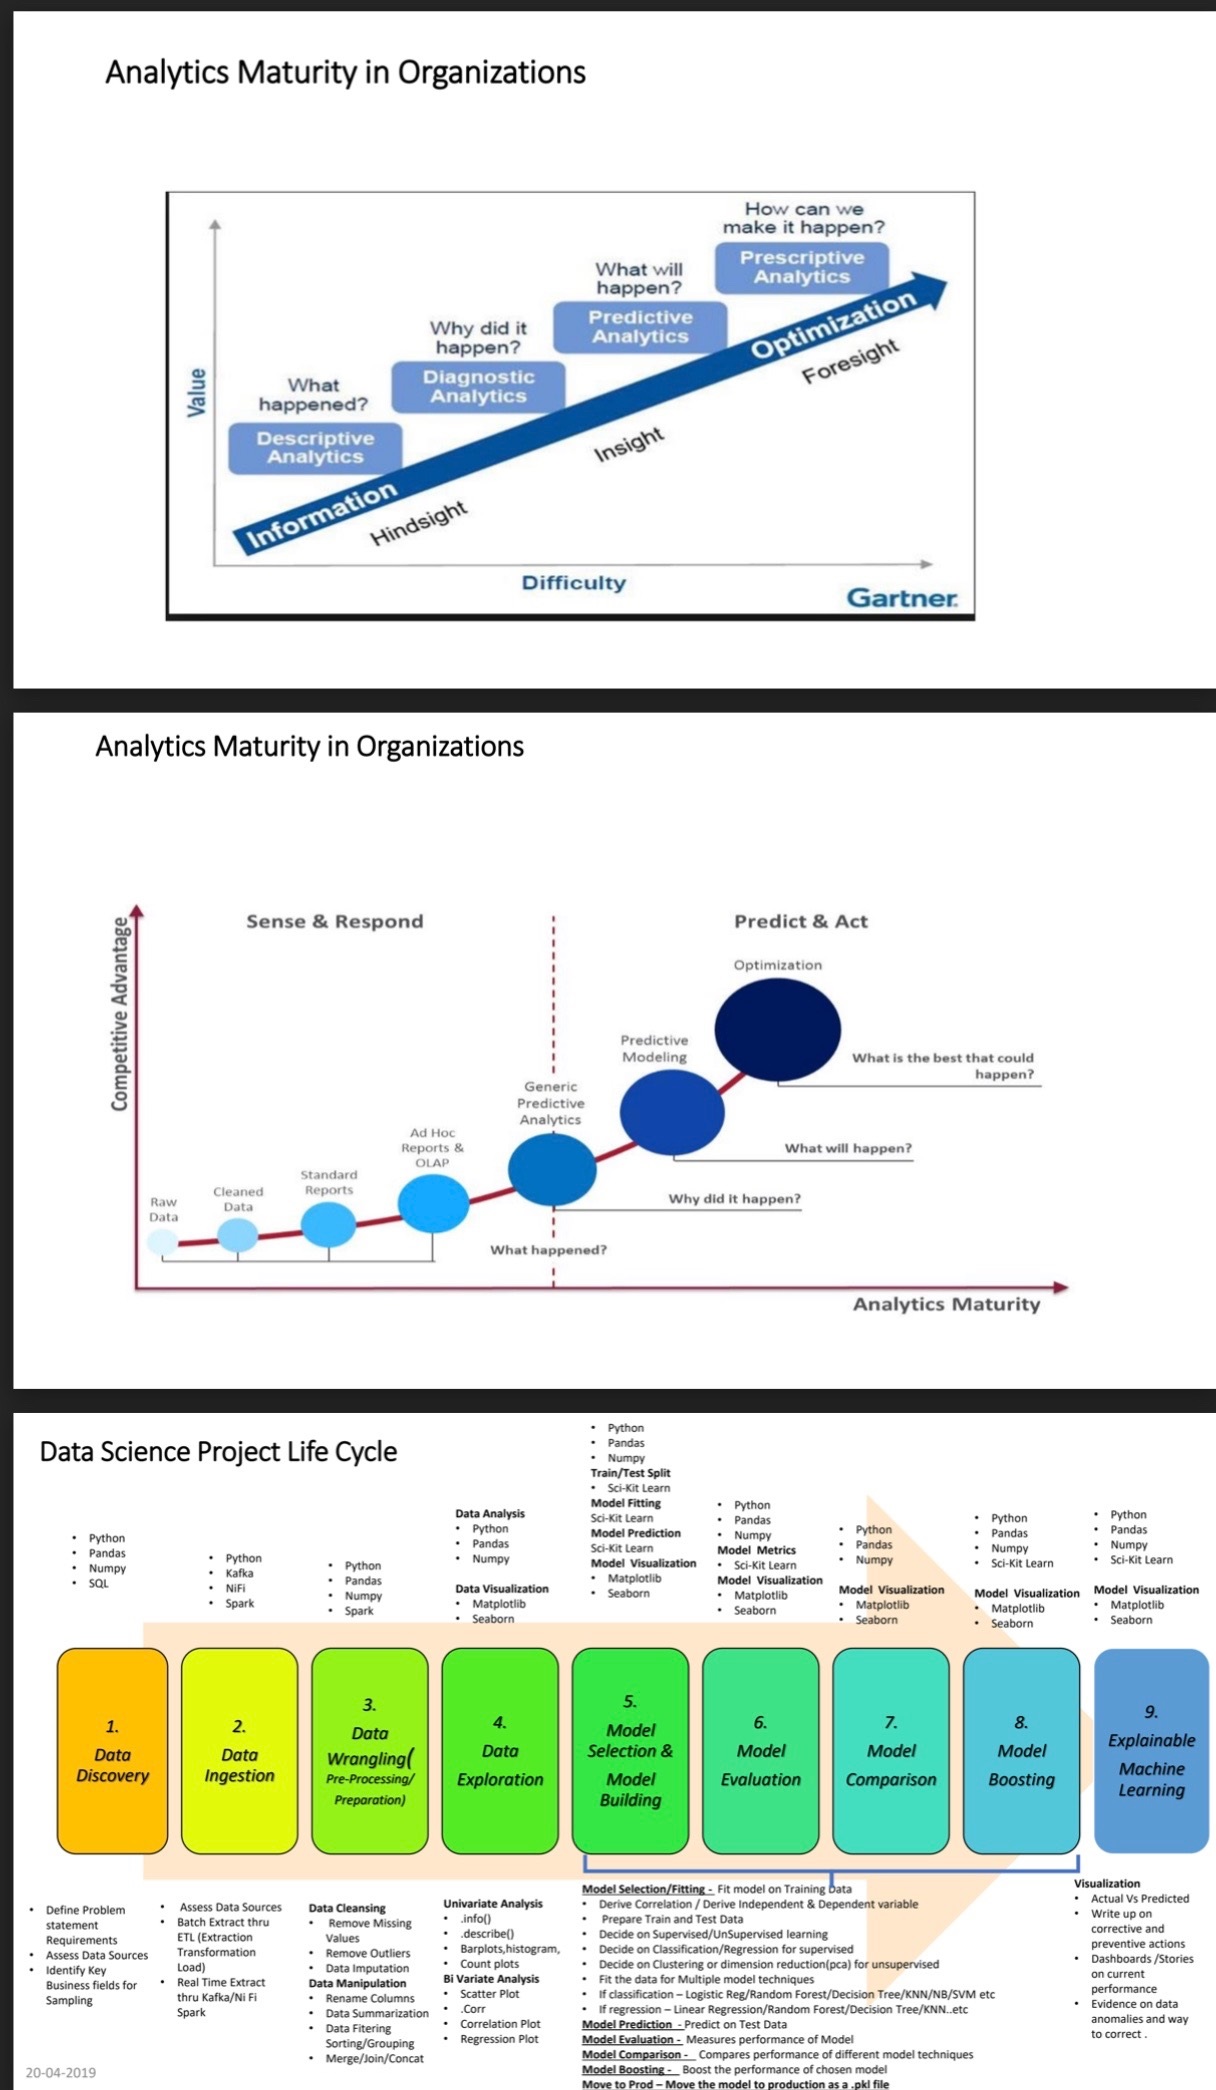 Analytics Maturity in Organizations
How can we
make it happen?
Prescriptive
Analytics
What will
happen?
Predictive
Analytics
Why did it
happen?
Diagnostic
Analytics
What
happened?
Descriptive
Analytics
Value
Information
Optimization
Hindsight
Insight
Foresight
Difficulty
Gartner.
Analytics Maturity in Organizations
Competitive Advantage
Sense & Respond
Predict & Act
Optimization
Predictive
Modeling
What is the best that could
happen?
Generic
Predictive
Analytics
Ad Hoc
Reports &
OLAP
What will happen?
Standard
Reports
Cleaned
Data
Raw
Data
Why did it happen?
What happened?
Analytics Maturity
Data Science Project Life Cycle
• Python
• Pandas
• Numpy
• SQL
• Python
• Kafka
• NiFi
• Spark
• Python
• Pandas
• Numpy
• Spark
Data Analysis
• Python
• Pandas
• Numpy
Data Visualization
• Matplotlib
• Seaborn
• Python
• Pandas
• Numpy
Train/Test Split
• Sci-Kit Learn
Model Fitting
Sci-Kit Learn
Model Prediction
Sci-Kit Learn
Model Visualization
• Matplotlib
• Seaborn
• Python
• Pandas
• Numpy
Model Metrics
• Sci-Kit Learn
Model Visualization
• Matplotlib
• Seaborn
• Python
• Pandas
• Numpy
Model Visualization
• Matplotlib
• Seaborn
• Python
• Pandas
• Numpy
• Sci-Kit Learn
Model Visualization
• Matplotlib
• Seaborn
• Python
• Pandas
• Numpy
• Sci-Kit Learn
Model Visualization
• Matplotlib
• Seaborn
1.
Data
Discovery
2.
Data
Ingestion
3.
Data
Wrangling(
Pre-Processing/
Preparation)
4.
Data
Exploration
5.
Model
Selection &
Model
Building
6.
Model
Evaluation
7.
Model
Comparison
8.
Model
Boosting
9.
Explainable
Machine
Learning
• Define Problem
statement
Requirements
• Assess Data Sources
• Identify Key
Business fields for
Sampling
• Assess Data Sources
• Batch Extract thru
ETL (Extraction
Transformation
Load)
• Real Time Extract
thru Kafka/Ni Fi
Spark
Data Cleansing
• Remove Missing
Values
• Remove Outliers
• Data Imputation
Data Manipulation
• Rename Columns
• Data Summarization
• Data Fitering
Sorting/Grouping
• Merge/Join/Concat
Univariate Analysis
• .info()
• .describe()
• Barplots,histogram,
• Count plots
Bi Variate Analysis
• Scatter Plot
• .Corr
• Correlation Plot
• Regression Plot
Model Selection/Fitting - Fit model on Training Data
• Derive Correlation / Derive Independent & Dependent variable
• Prepare Train and Test Data
• Decide on Supervised/UnSupervised learning
• Decide on Classification/Regression for supervised
• Decide on Clustering or dimension reduction(pca) for unsupervised
• Fit the data for Multiple model techniques
• If classification – Logistic Reg/Random Forest/Decision Tree/KNN/NB/SVM etc
• If regression – Linear Regression/Random Forest/Decision Tree/KNN..etc
Model Prediction - Predict on Test Data
Model Evaluation - Measures performance of Model
Model Comparison - Compares performance of different model techniques
Model Boosting - Boost the performance of chosen model
Move to Prod – Move the model to production as a .pkl file
Visualization
• Actual Vs Predicted
• Write up on
corrective and
preventive actions
• Dashboards /Stories
on current
performance
• Evidence on data
anomalies and way
to correct .
20-04-2019